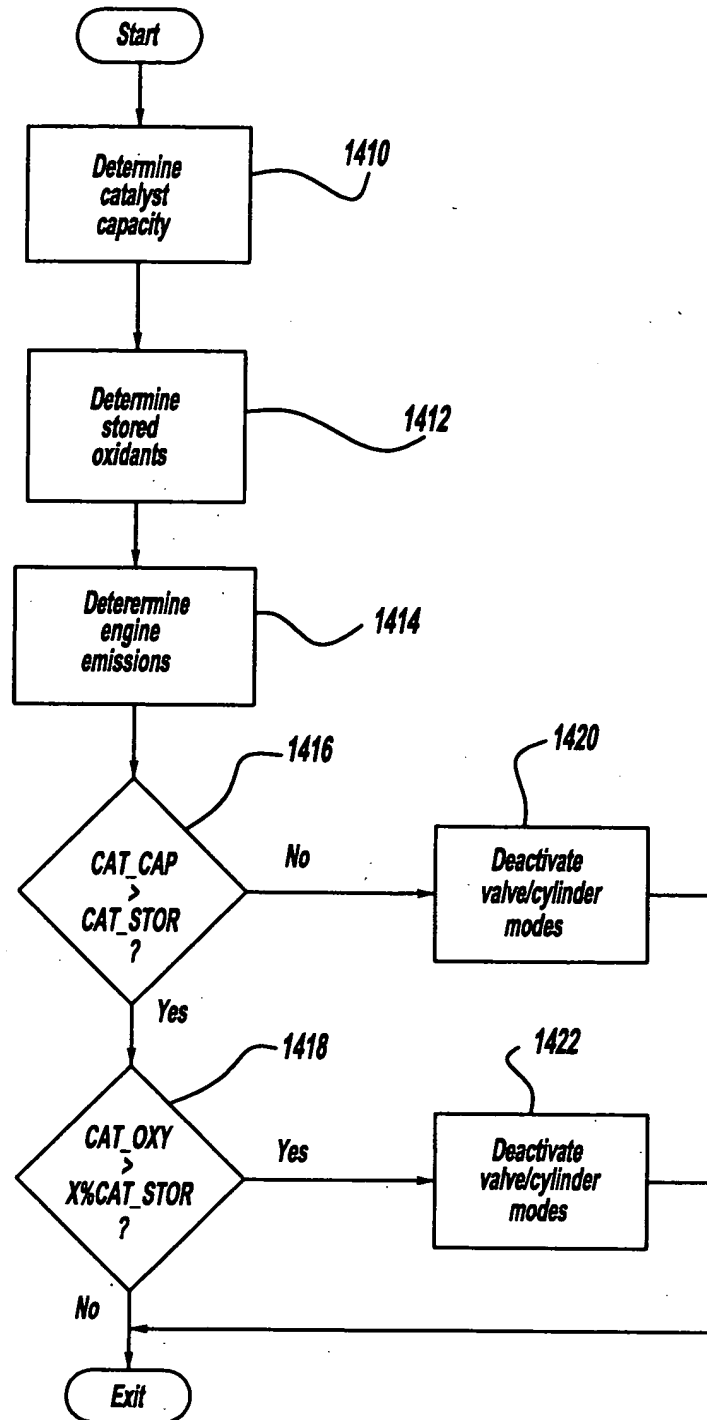 Start
Determine
catalyst
capacity
1410
Determine
stored
oxidants
1412
Deterermine
engine
emissions
1414
1416
CAT_CAP
>
CAT_STOR
?
No
1420
Deactivate
valve/cylinder
modes
Yes
1418
CAT_OXY
>
X%CAT_STOR
?
Yes
1422
Deactivate
valve/cylinder
modes
No
Exit